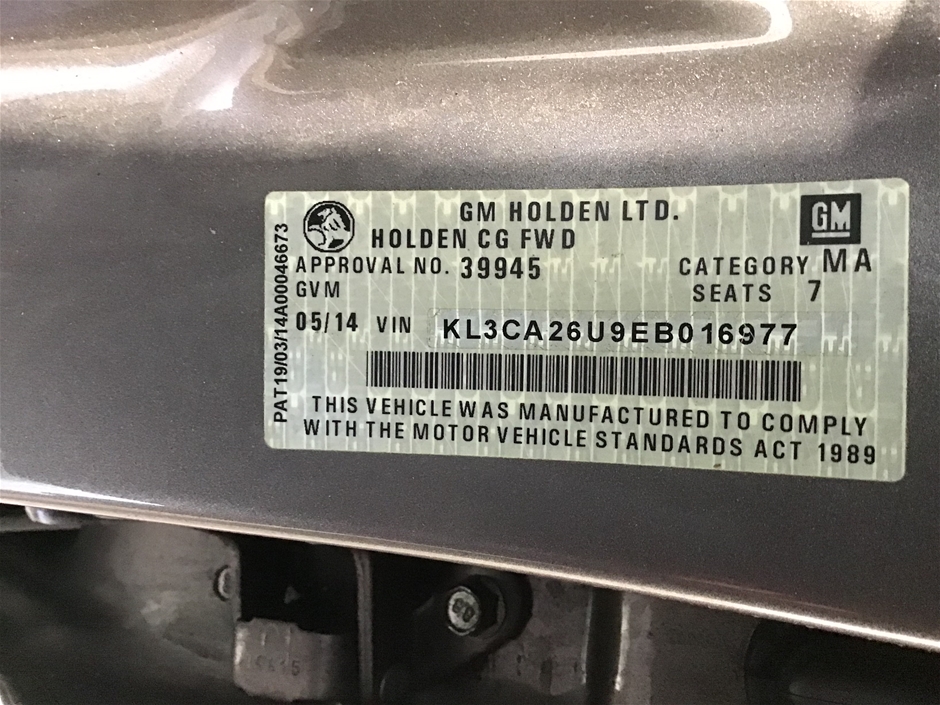 GM HOLDEN LTD.
GM
HOLDEN CG FWD
APPROVAL NO. 39945
CATEGORY MA
GVM
SEATS 7
05/14 VIN KL3CA26U9EB016977
THIS VEHICLE WAS MANUFACTURED TO COMPLY
WITH THE MOTOR VEHICLE STANDARDS ACT 1989
PAT19/03/14A00046673